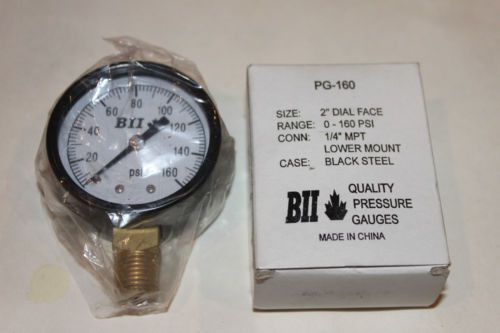 60 80 100
40 BII 120
20 140
PSI 160
PG-160
SIZE: 2" DIAL FACE
RANGE: 0 - 160 PSI
CONN: 1/4" MPT
LOWER MOUNT
CASE: BLACK STEEL
BII QUALITY
PRESSURE
GAUGES
MADE IN CHINA